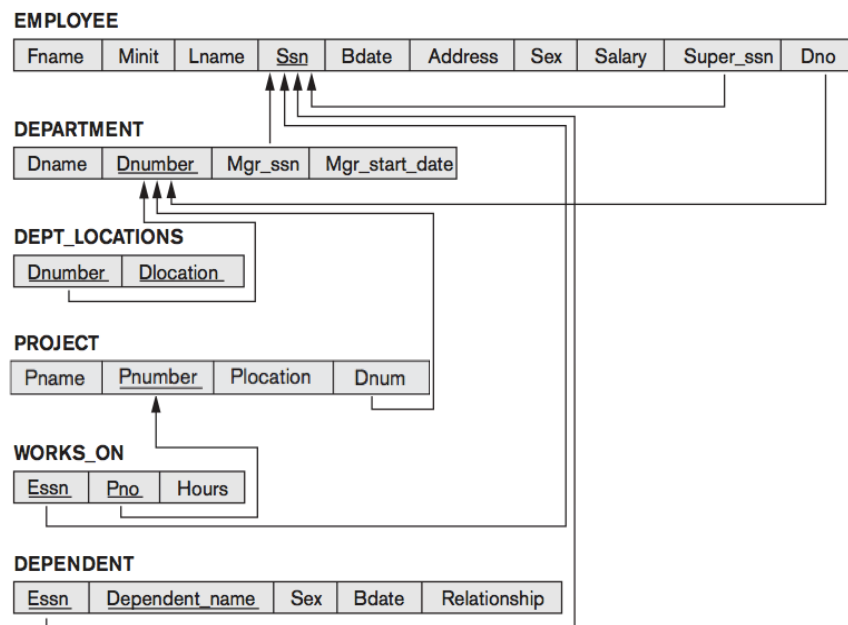 EMPLOYEE
Fname Minit Lname Ssn Bdate Address Sex Salary Super_ssn Dno
DEPARTMENT
Dname Dnumber Mgr_ssn Mgr_start_date
DEPT_LOCATIONS
Dnumber Dlocation
PROJECT
Pname Pnumber Plocation Dnum
WORKS_ON
Essn Pno Hours
DEPENDENT
Essn Dependent_name Sex Bdate Relationship